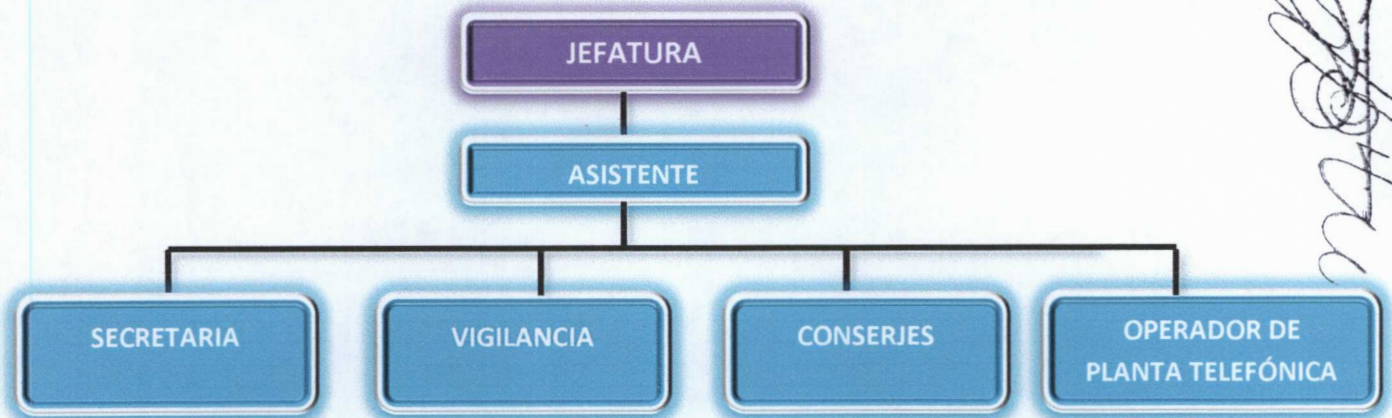 JEFATURA
ASISTENTE
SECRETARIA
VIGILANCIA
CONSERJES
OPERADOR DE
PLANTA TELEFÓNICA